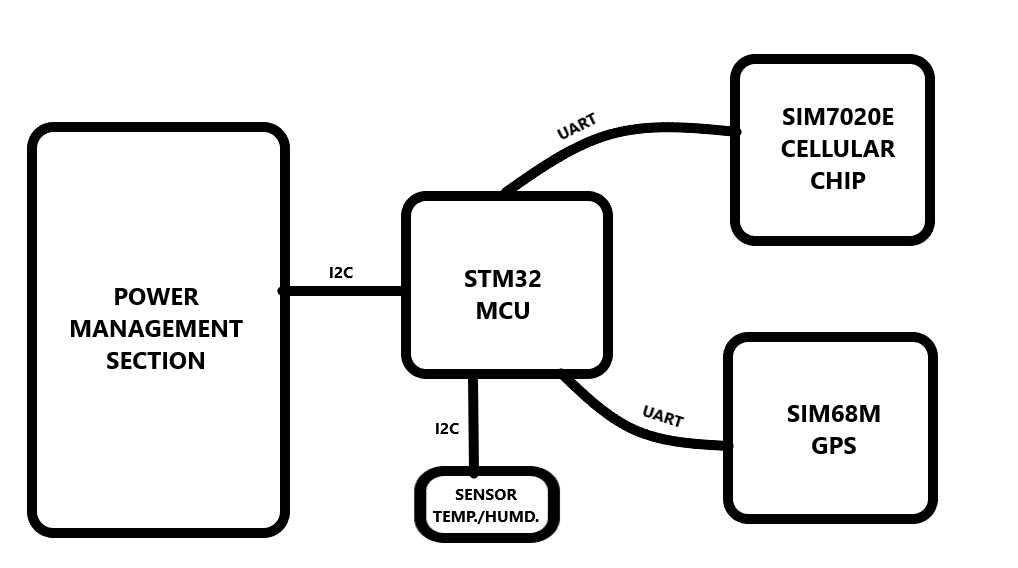 POWER
MANAGEMENT
SECTION
I2C
STM32
MCU
UART
SIM7020E
CELLULAR
CHIP
UART
SIM68M
GPS
I2C
SENSOR
TEMP./HUMD.